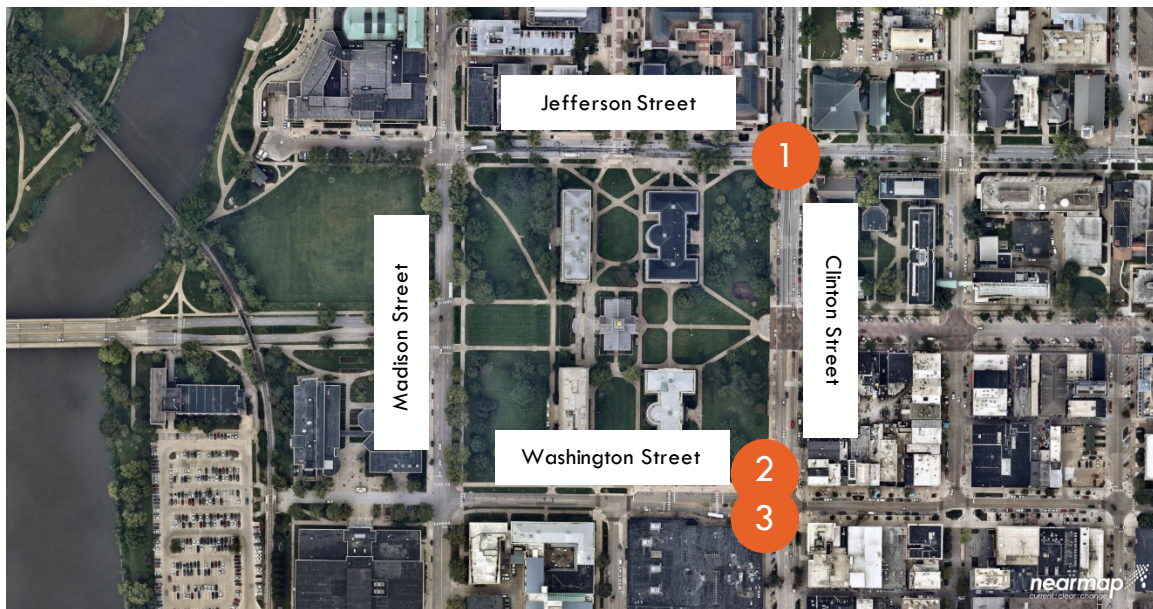 Jefferson Street
1
Madison Street
Clinton Street
Washington Street
2
3
nearmap
current : clear : change